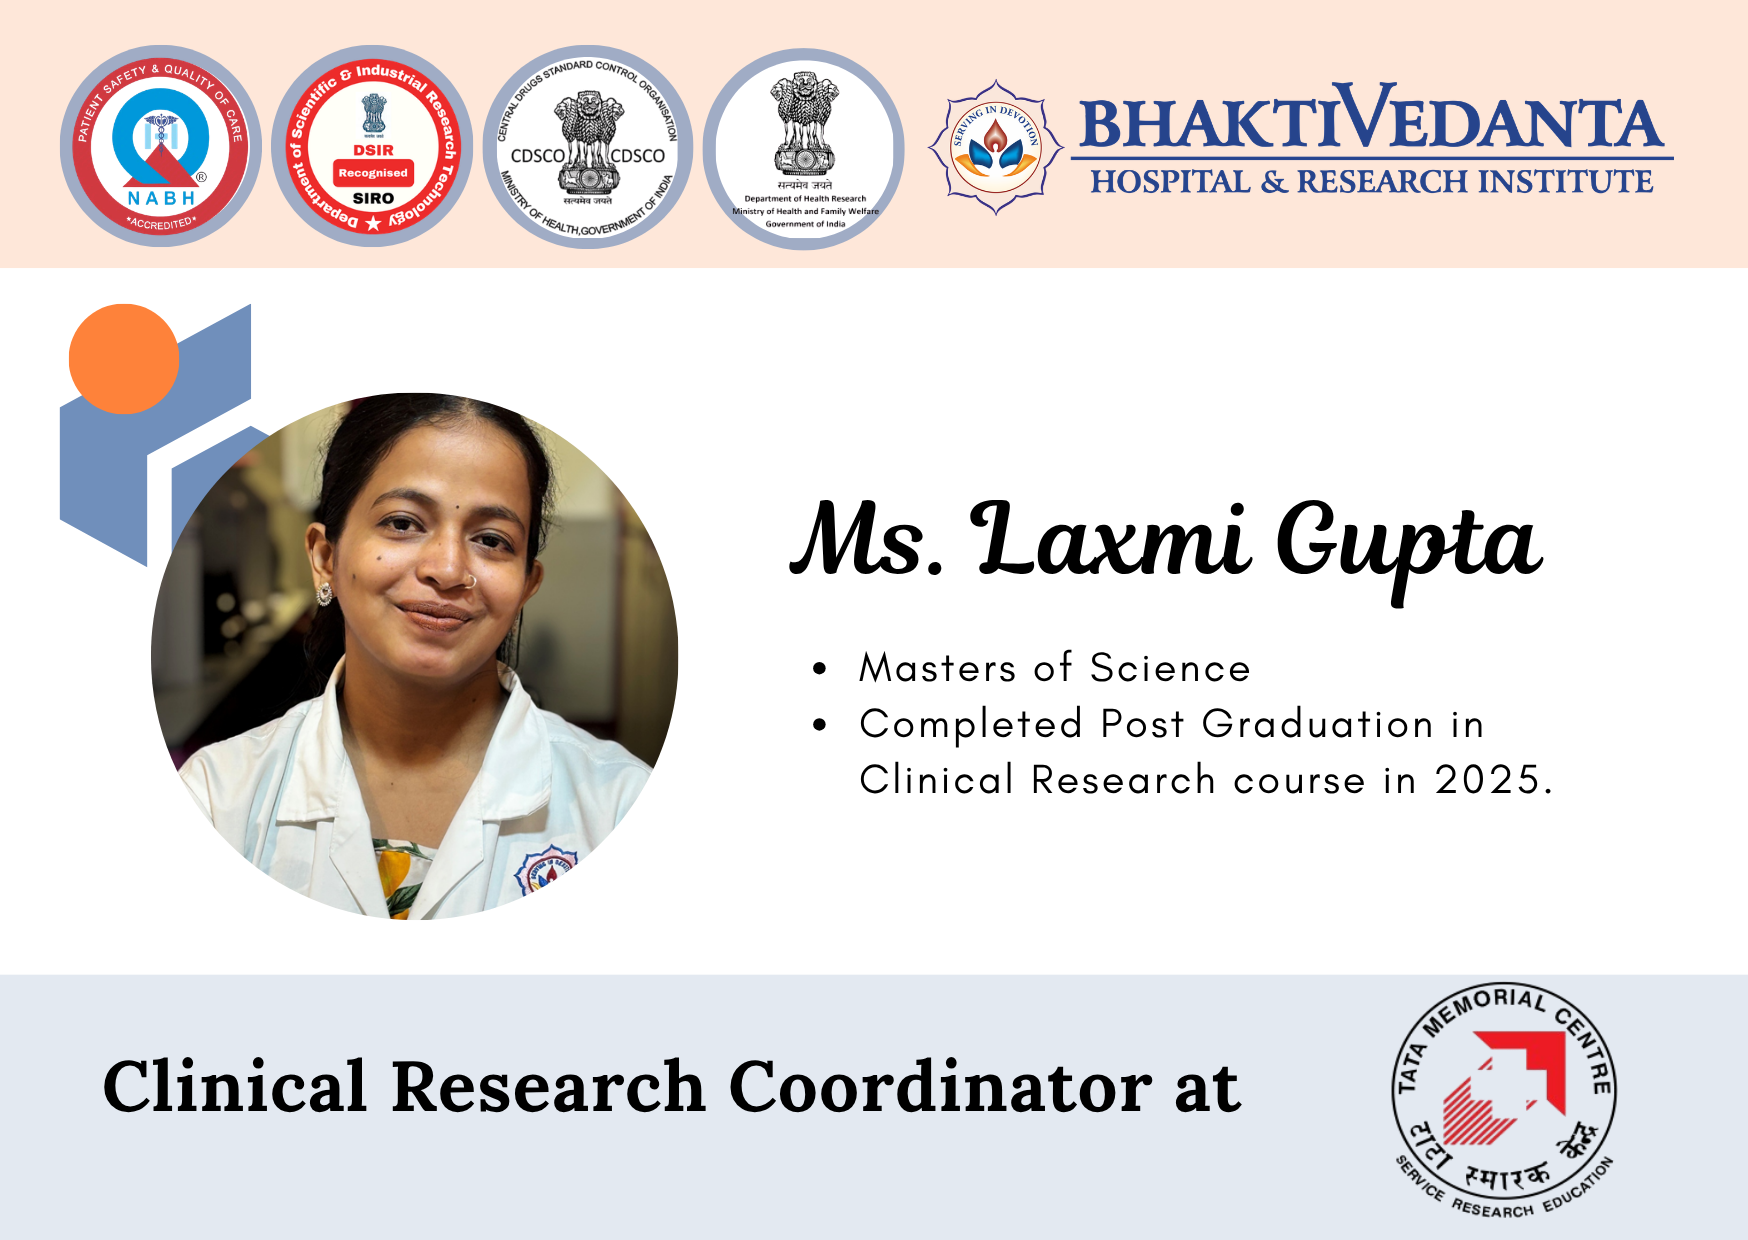 PATIENT SAFETY & QUALITY OF CARE
NABH
®
*ACCREDITED*
Department of Scientific & Industrial Research Technology
DSIR
Recognised
SIRO
CENTRAL DRUGS STANDARD CONTROL ORGANISATION
CDSCO CDSCO
सत्यमेव जयते
MINISTRY OF HEALTH,GOVERNMENT OF INDIA
सत्यमेव जयते
Department of Health Research
Ministry of Health and Family Welfare
Government of India
SERVING IN DEVOTION
BHAKTIVEDANTA
HOSPITAL & RESEARCH INSTITUTE
Ms. Laxmi Gupta
• Masters of Science
• Completed Post Graduation in
Clinical Research course in 2025.
SERVING IN
Clinical Research Coordinator at
TATA MEMORIAL CENTRE
टाटा स्मारक केंद्र
SERVICE RESEARCH EDUCATION